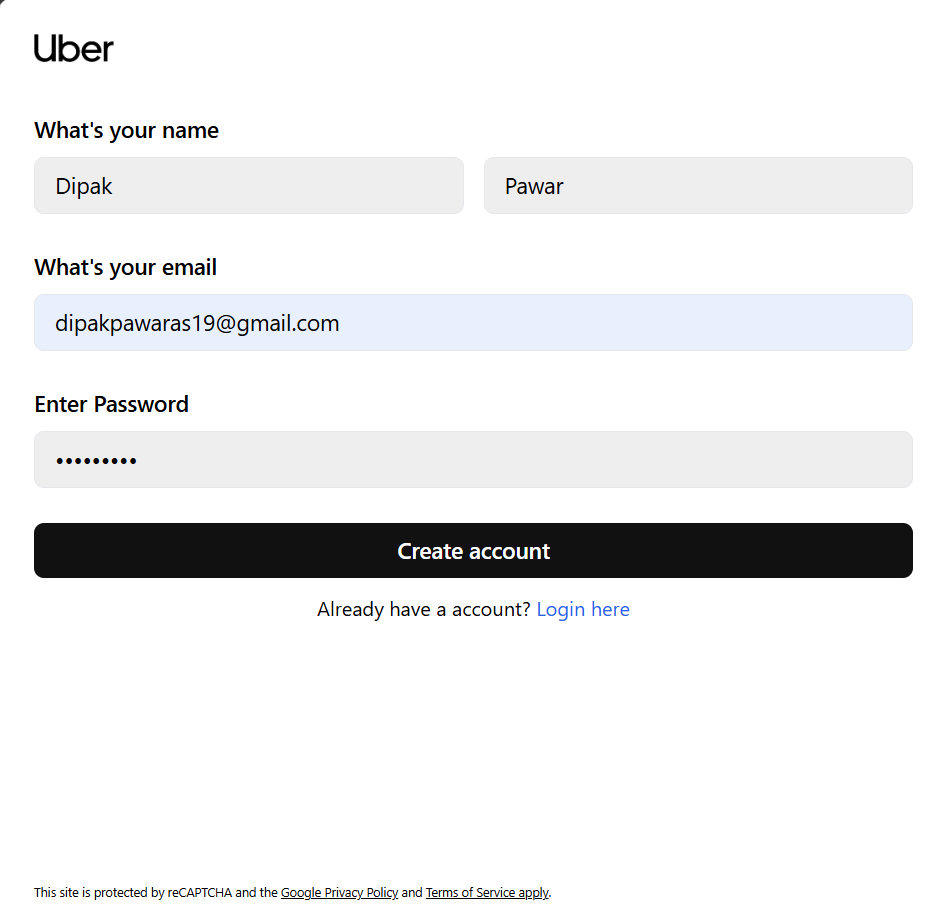 Uber
What's your name
Dipak Pawar
What's your email
dipakpawaras19@gmail.com
Enter Password
•••••••••
Create account
Already have a account? Login here
This site is protected by reCAPTCHA and the Google Privacy Policy and Terms of Service apply.